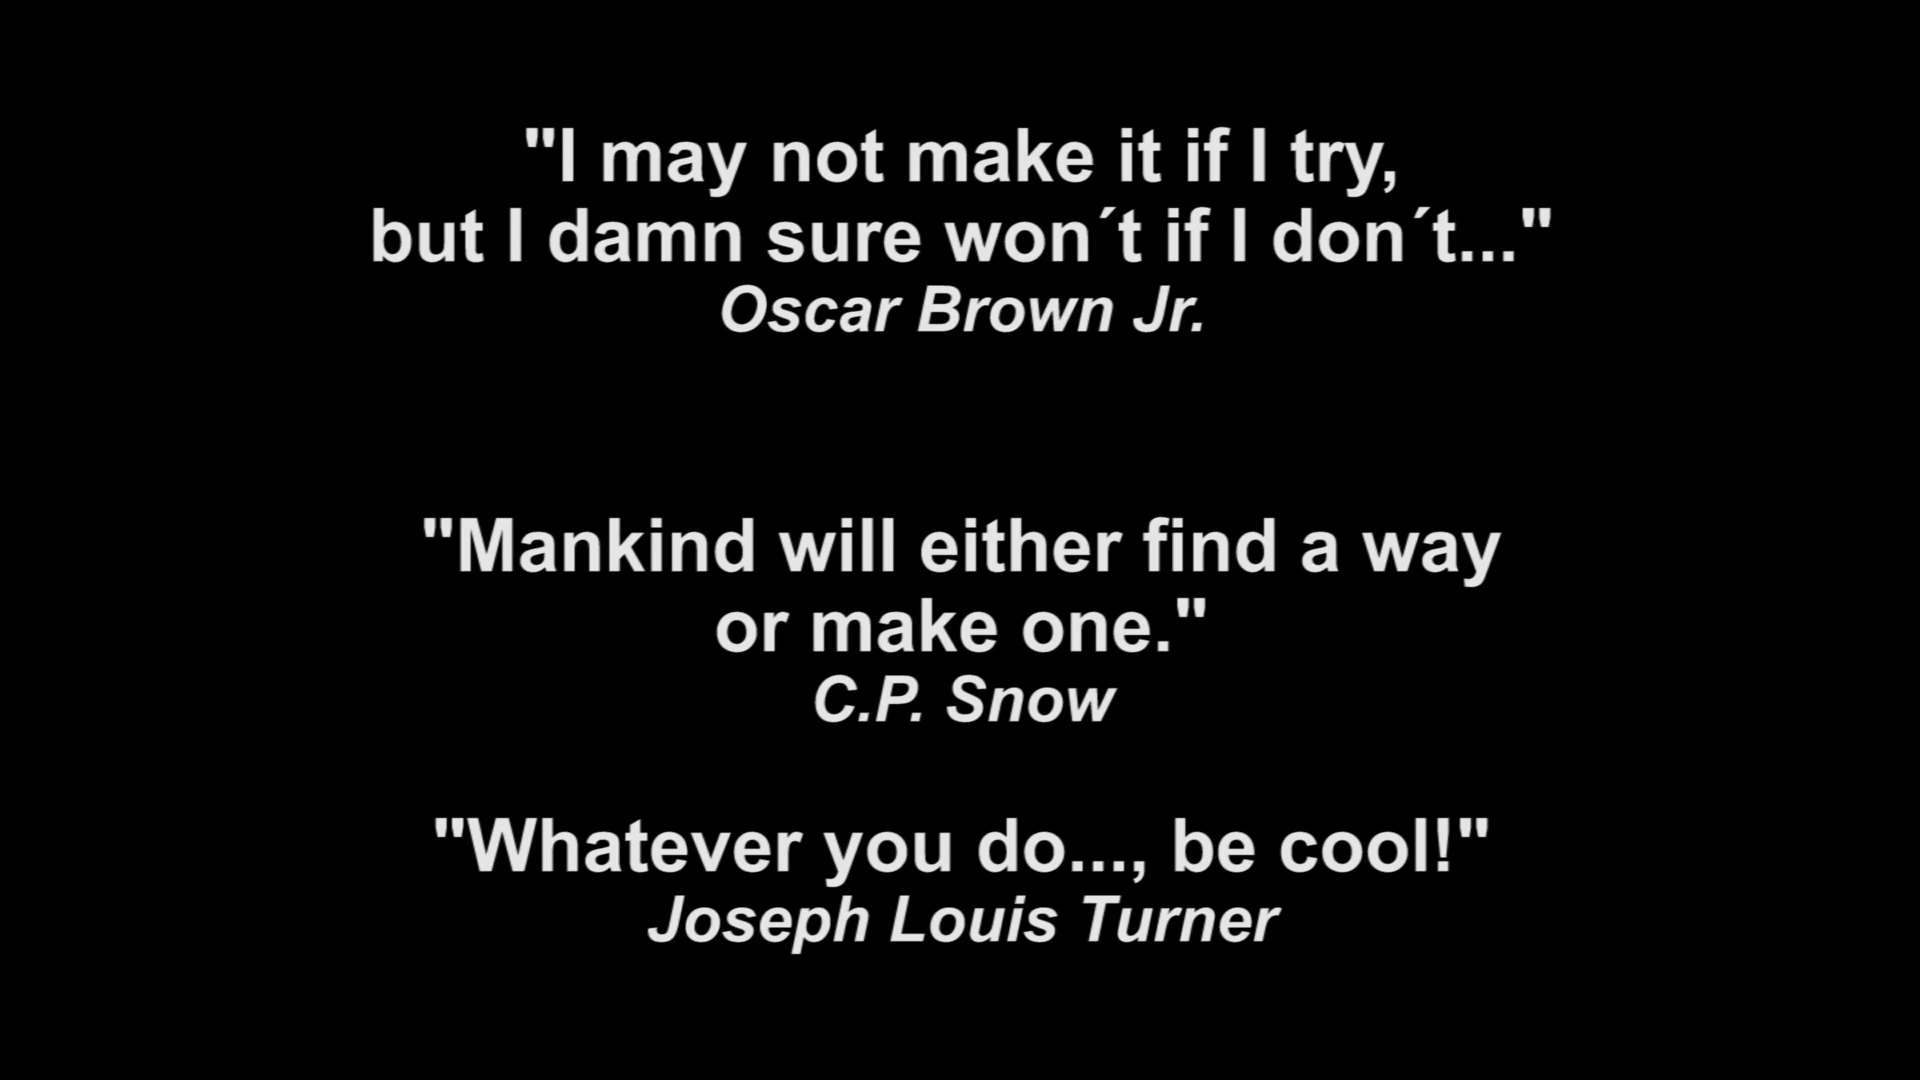 "I may not make it if I try,
but I damn sure won´t if I don´t..."
Oscar Brown Jr.
"Mankind will either find a way
or make one."
C.P. Snow
"Whatever you do..., be cool!"
Joseph Louis Turner